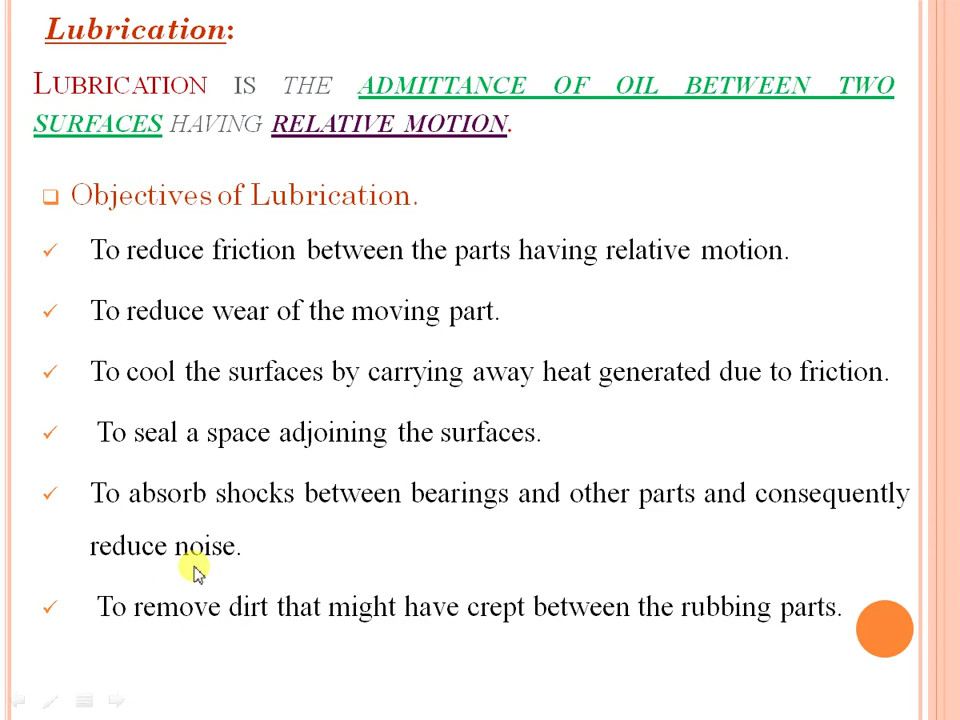 Lubrication:
LUBRICATION IS THE ADMITTANCE OF OIL BETWEEN TWO
SURFACES HAVING RELATIVE MOTION.
Objectives of Lubrication.
To reduce friction between the parts having relative motion.
To reduce wear of the moving part.
To cool the surfaces by carrying away heat generated due to friction.
To seal a space adjoining the surfaces.
To absorb shocks between bearings and other parts and consequently
reduce noise.
To remove dirt that might have crept between the rubbing parts.